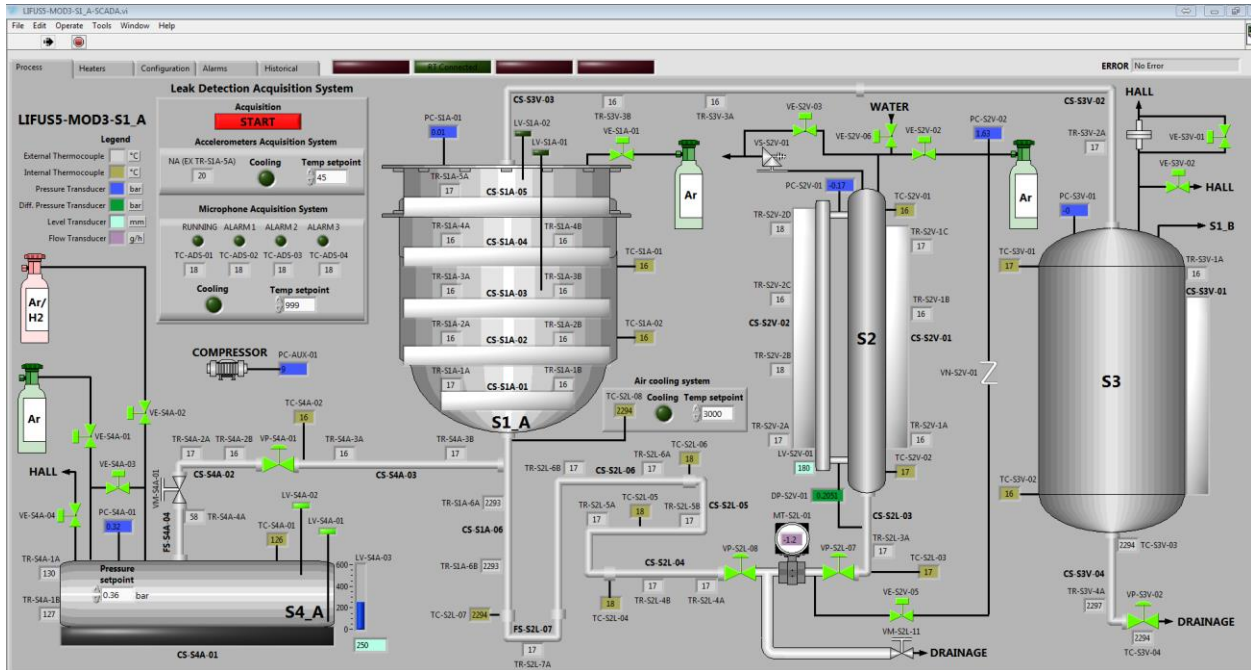 LIFUS5-MOD3-S1_A-SCADA.vi
File Edit Operate Tools Window Help
Process Heaters Configuration Alarms Historical
RT Connected
ERROR No Error
LIFUS5-MOD3-S1_A
Legend
External Thermocouple °C
Internal Thermocouple °C
Pressure Transducer bar
Diff. Pressure Transducer bar
Level Transducer mm
Flow Transducer g/h
Leak Detection Acquisition System
Acquisition
START
Accelerometers Acquisition System
NA (EX TR-S1A-5A) Cooling Temp setpoint
20 45
Microphone Acquisition System
RUNNING ALARM 1 ALARM 2 ALARM 3
TC-ADS-01 TC-ADS-02 TC-ADS-03 TC-ADS-04
18 18 18 18
Cooling Temp setpoint
999
Ar/
H2
Ar
COMPRESSOR
PC-AUX-01
9
VE-S4A-02
VE-S4A-01
VE-S4A-03
HALL
VE-S4A-04
PC-S4A-01
0.32
TR-S4A-1A
130
TR-S4A-1B
127
Pressure
setpoint
0.36 bar
S4_A
CS-S4A-01
VM-S4A-01
FS-S4A-04
TR-S4A-2A
17
TR-S4A-2B
16
CS-S4A-02
VP-S4A-01
TC-S4A-02
16
TR-S4A-3A
16
CS-S4A-03
TR-S4A-3B
17
58 TR-S4A-4A
TC-S4A-01
126
LV-S4A-02
LV-S4A-01
LV-S4A-03
600
400
200
0
250
PC-S1A-01
0.01
CS-S3V-03
LV-S1A-02
LV-S1A-01
16
TR-S3V-3B
VE-S1A-01
16
TR-S3V-3A
Ar
TR-S1A-5A
17
CS-S1A-05
TR-S1A-4A
16
TR-S1A-4B
16
CS-S1A-04
TC-S1A-01
16
TR-S1A-3A
16
TR-S1A-3B
16
CS-S1A-03
TR-S1A-2A
16
TR-S1A-2B
16
CS-S1A-02
TC-S1A-02
16
TR-S1A-1A
17
TR-S1A-1B
16
CS-S1A-01
S1_A
Air cooling system
TC-S2L-08 Cooling Temp setpoint
2294 3000
TR-S1A-6A 2293
CS-S1A-06
TR-S1A-6B 2293
TC-S2L-07 2294
FS-S2L-07
17
TR-S2L-7A
TR-S2L-6B 17
CS-S2L-06
TR-S2L-6A
17
TC-S2L-06
18
TR-S2L-5A
17
TC-S2L-05
18
TR-S2L-5B
17
CS-S2L-05
CS-S2L-04
18
TC-S2L-04
17
TR-S2L-4B
17
TR-S2L-4A
VP-S2L-08
MT-S2L-01
-1.2
VP-S2L-07
VE-S2V-03
WATER
VE-S2V-06
VE-S2V-02
VS-S2V-01
PC-S2V-02
1.63
Ar
PC-S2V-01
-0.17
TC-S2V-01
16
TR-S2V-2D
18
TR-S2V-1C
17
TR-S2V-2C
16
CS-S2V-02
TR-S2V-1B
16
S2
CS-S2V-01
TR-S2V-2B
18
VN-S2V-01
TR-S2V-2A
17
TR-S2V-1A
16
LV-S2V-01
180
TC-S2V-02
17
DP-S2V-01 0.2051
CS-S2L-03
TR-S2L-3A
17
TC-S2L-03
17
VE-S2V-05
VM-S2L-11
DRAINAGE
CS-S3V-02
TR-S3V-2A
17
HALL
VE-S3V-01
VE-S3V-02
HALL
PC-S3V-01
-0
S1_B
TC-S3V-01
17
TR-S3V-1A
16
CS-S3V-01
S3
TC-S3V-02
16
2294 TC-S3V-03
CS-S3V-04
TR-S3V-4A
2297
VP-S3V-02
DRAINAGE
2294
TC-S3V-04